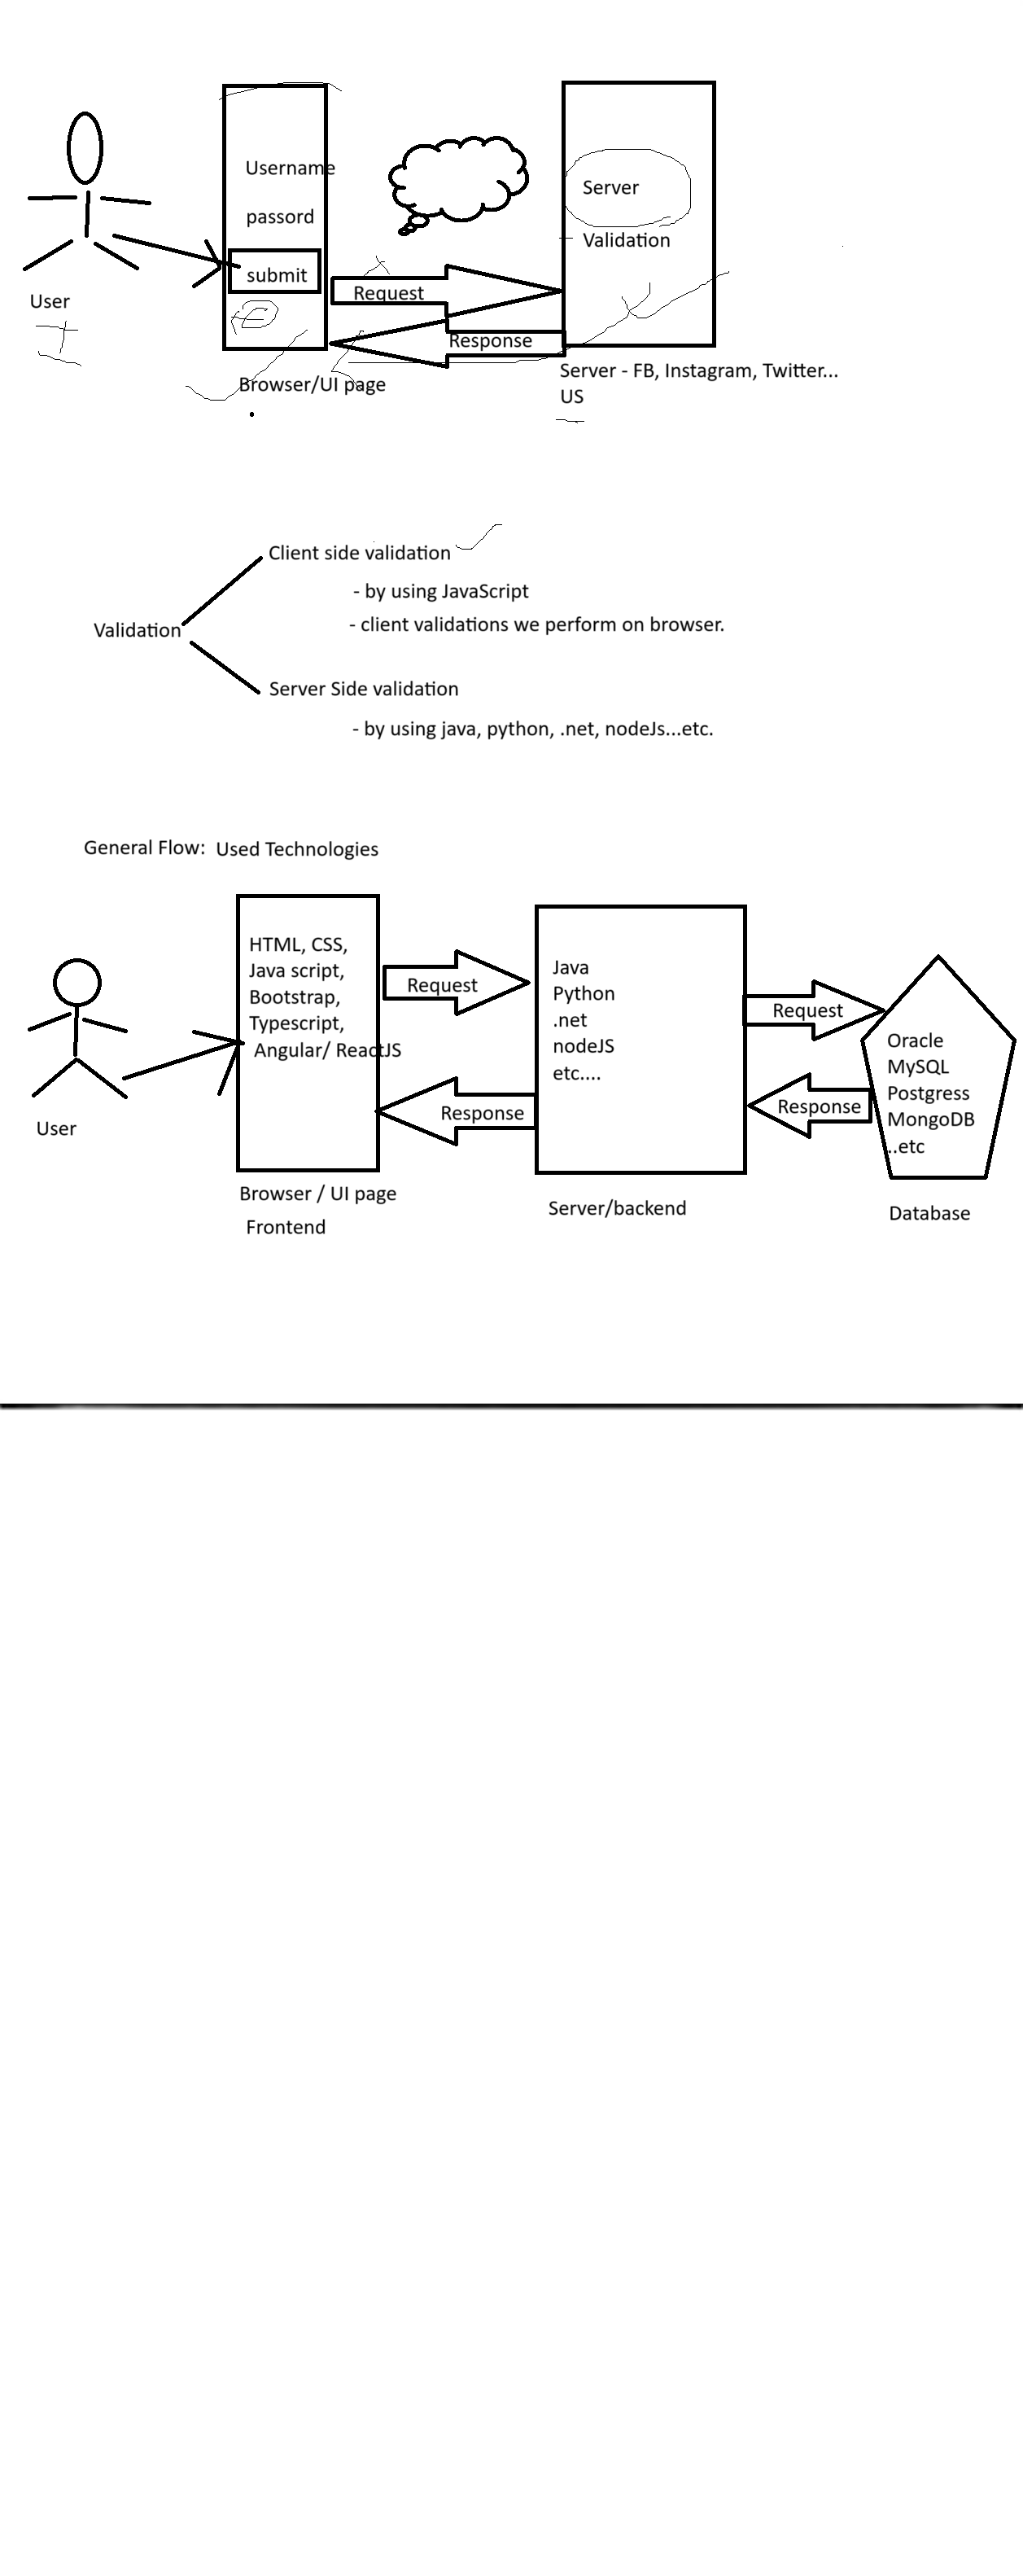 Username
passord
submit
User
Browser/UI page
Request
Response
Server
Validation
Server - FB, Instagram, Twitter...
US
Validation
Client side validation
- by using JavaScript
- client validations we perform on browser.
Server Side validation
- by using java, python, .net, nodeJs...etc.
General Flow: Used Technologies
User
HTML, CSS,
Java script,
Bootstrap,
Typescript,
Angular/ ReactJS
Browser / UI page
Frontend
Request
Response
Java
Python
.net
nodeJS
etc....
Server/backend
Request
Response
Oracle
MySQL
Postgress
MongoDB
..etc
Database